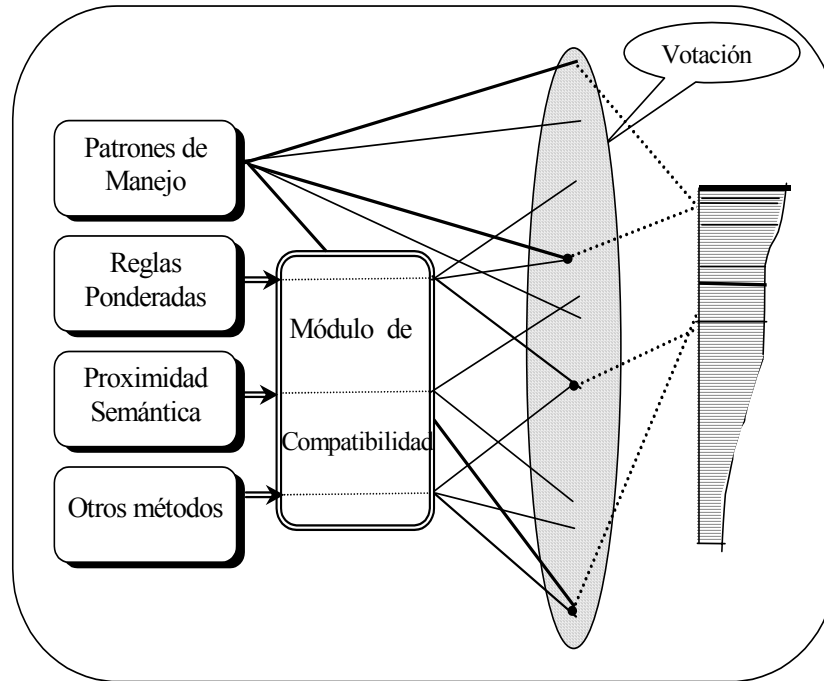 Votación
Patrones de
Manejo
Reglas
Ponderadas
Módulo de
Proximidad
Semántica
Compatibilidad
Otros métodos